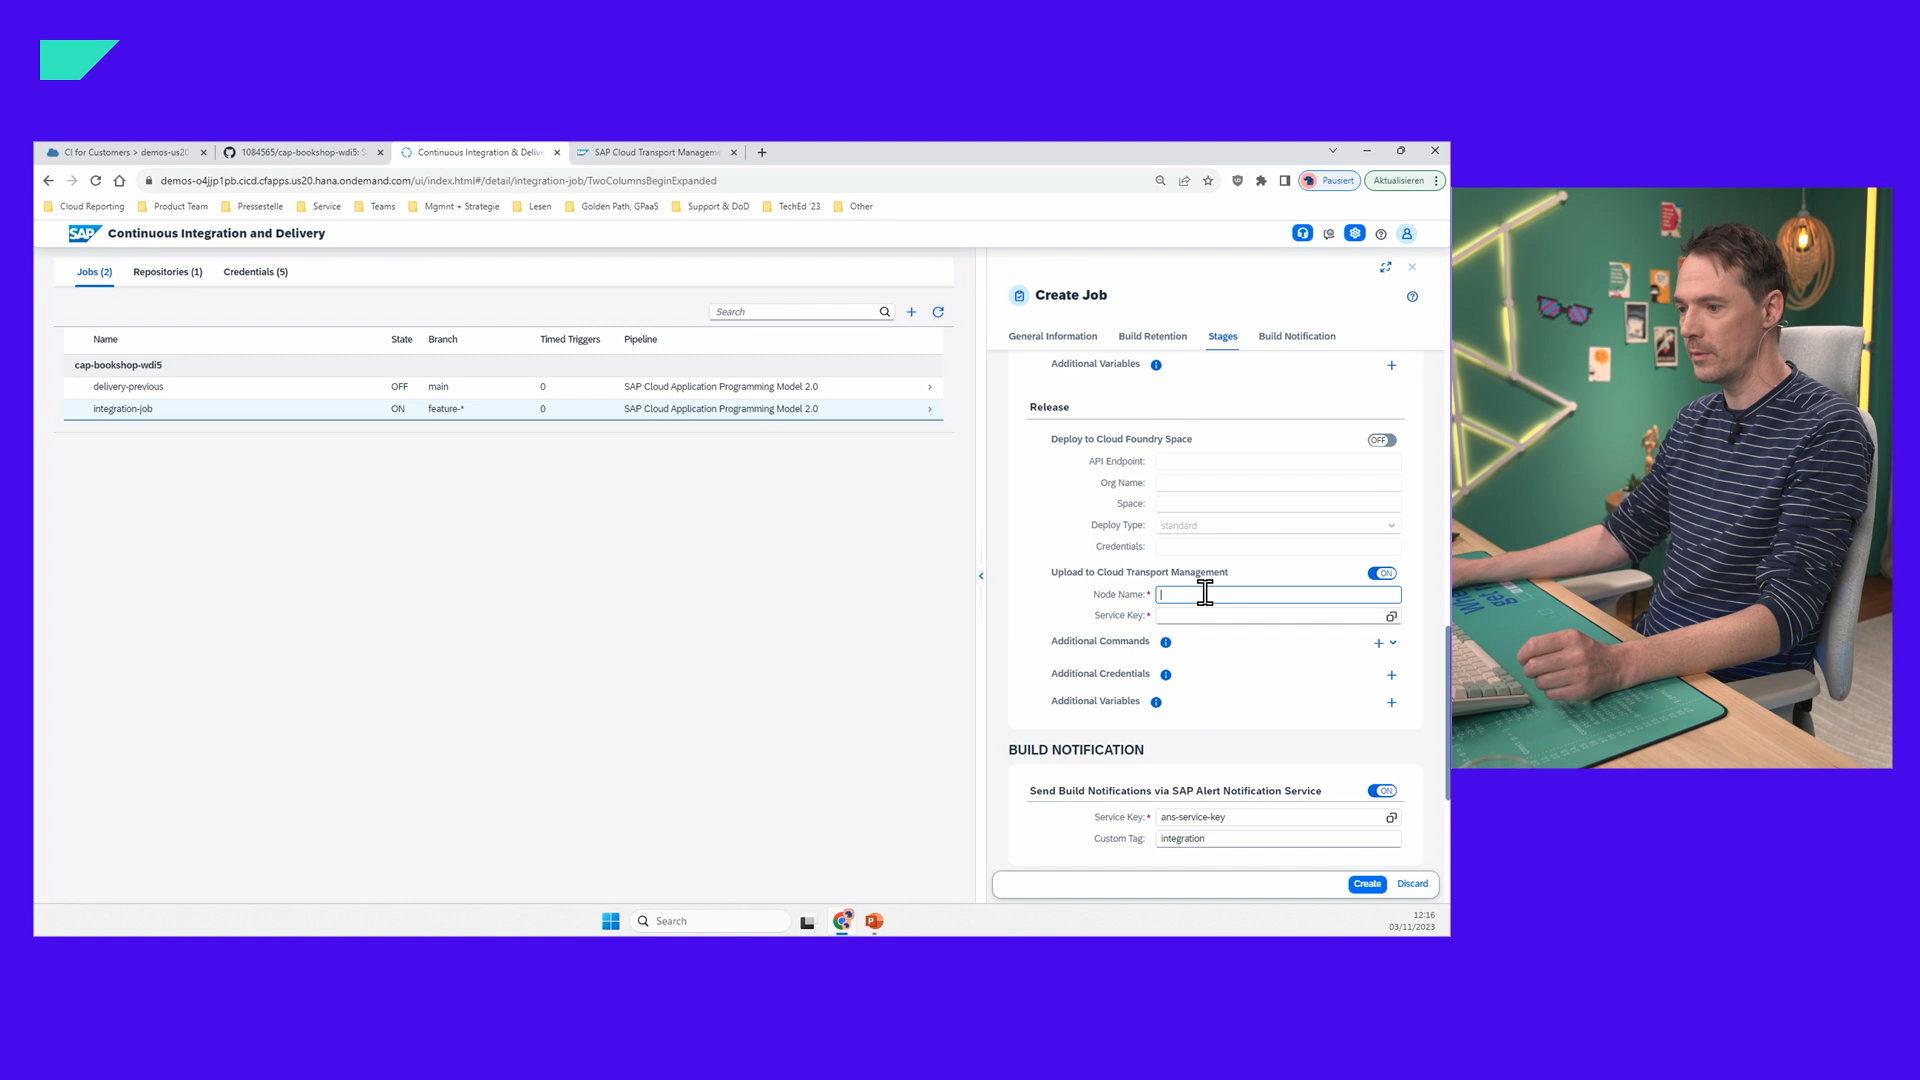 CI for Customers > demos-us20
1084565/cap-bookshop-wdi5: S
Continuous Integration & Delive
SAP Cloud Transport Managem
demos-o4jjp1pb.cicd.cfapps.us20.hana.ondemand.com/ui/index.html#/detail/integration-job/TwoColumnsBeginExpanded
Pausiert
Aktualisieren
Cloud Reporting
Product Team
Pressestelle
Service
Teams
Mgmnt + Strategie
Lesen
Golden Path, GPaaS
Support & DoD
TechEd '23
Other
SAP Continuous Integration and Delivery
Jobs (2)
Repositories (1)
Credentials (5)
Search
Name
State
Branch
Timed Triggers
Pipeline
cap-bookshop-wdi5
delivery-previous OFF main 0 SAP Cloud Application Programming Model 2.0
integration-job ON feature-* 0 SAP Cloud Application Programming Model 2.0
Create Job
General Information
Build Retention
Stages
Build Notification
Additional Variables
Release
Deploy to Cloud Foundry Space OFF
API Endpoint:
Org Name:
Space:
Deploy Type: standard
Credentials:
Upload to Cloud Transport Management ON
Node Name: *
Service Key: *
Additional Commands
Additional Credentials
Additional Variables
BUILD NOTIFICATION
Send Build Notifications via SAP Alert Notification Service ON
Service Key: * ans-service-key
Custom Tag: integration
Create
Discard
Search
12:16
03/11/2023